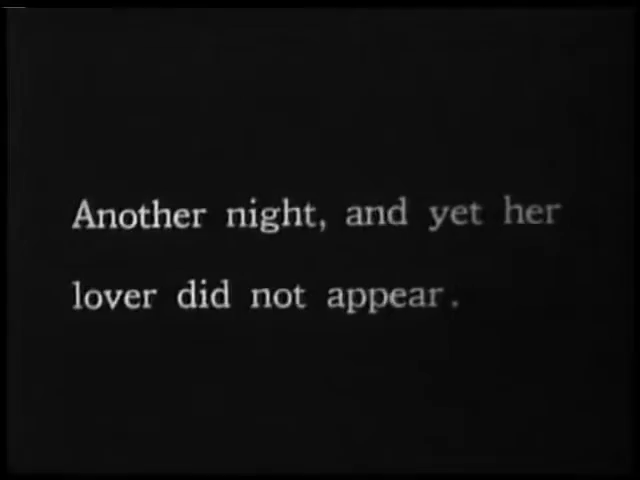 Another night, and yet her
lover did not appear.